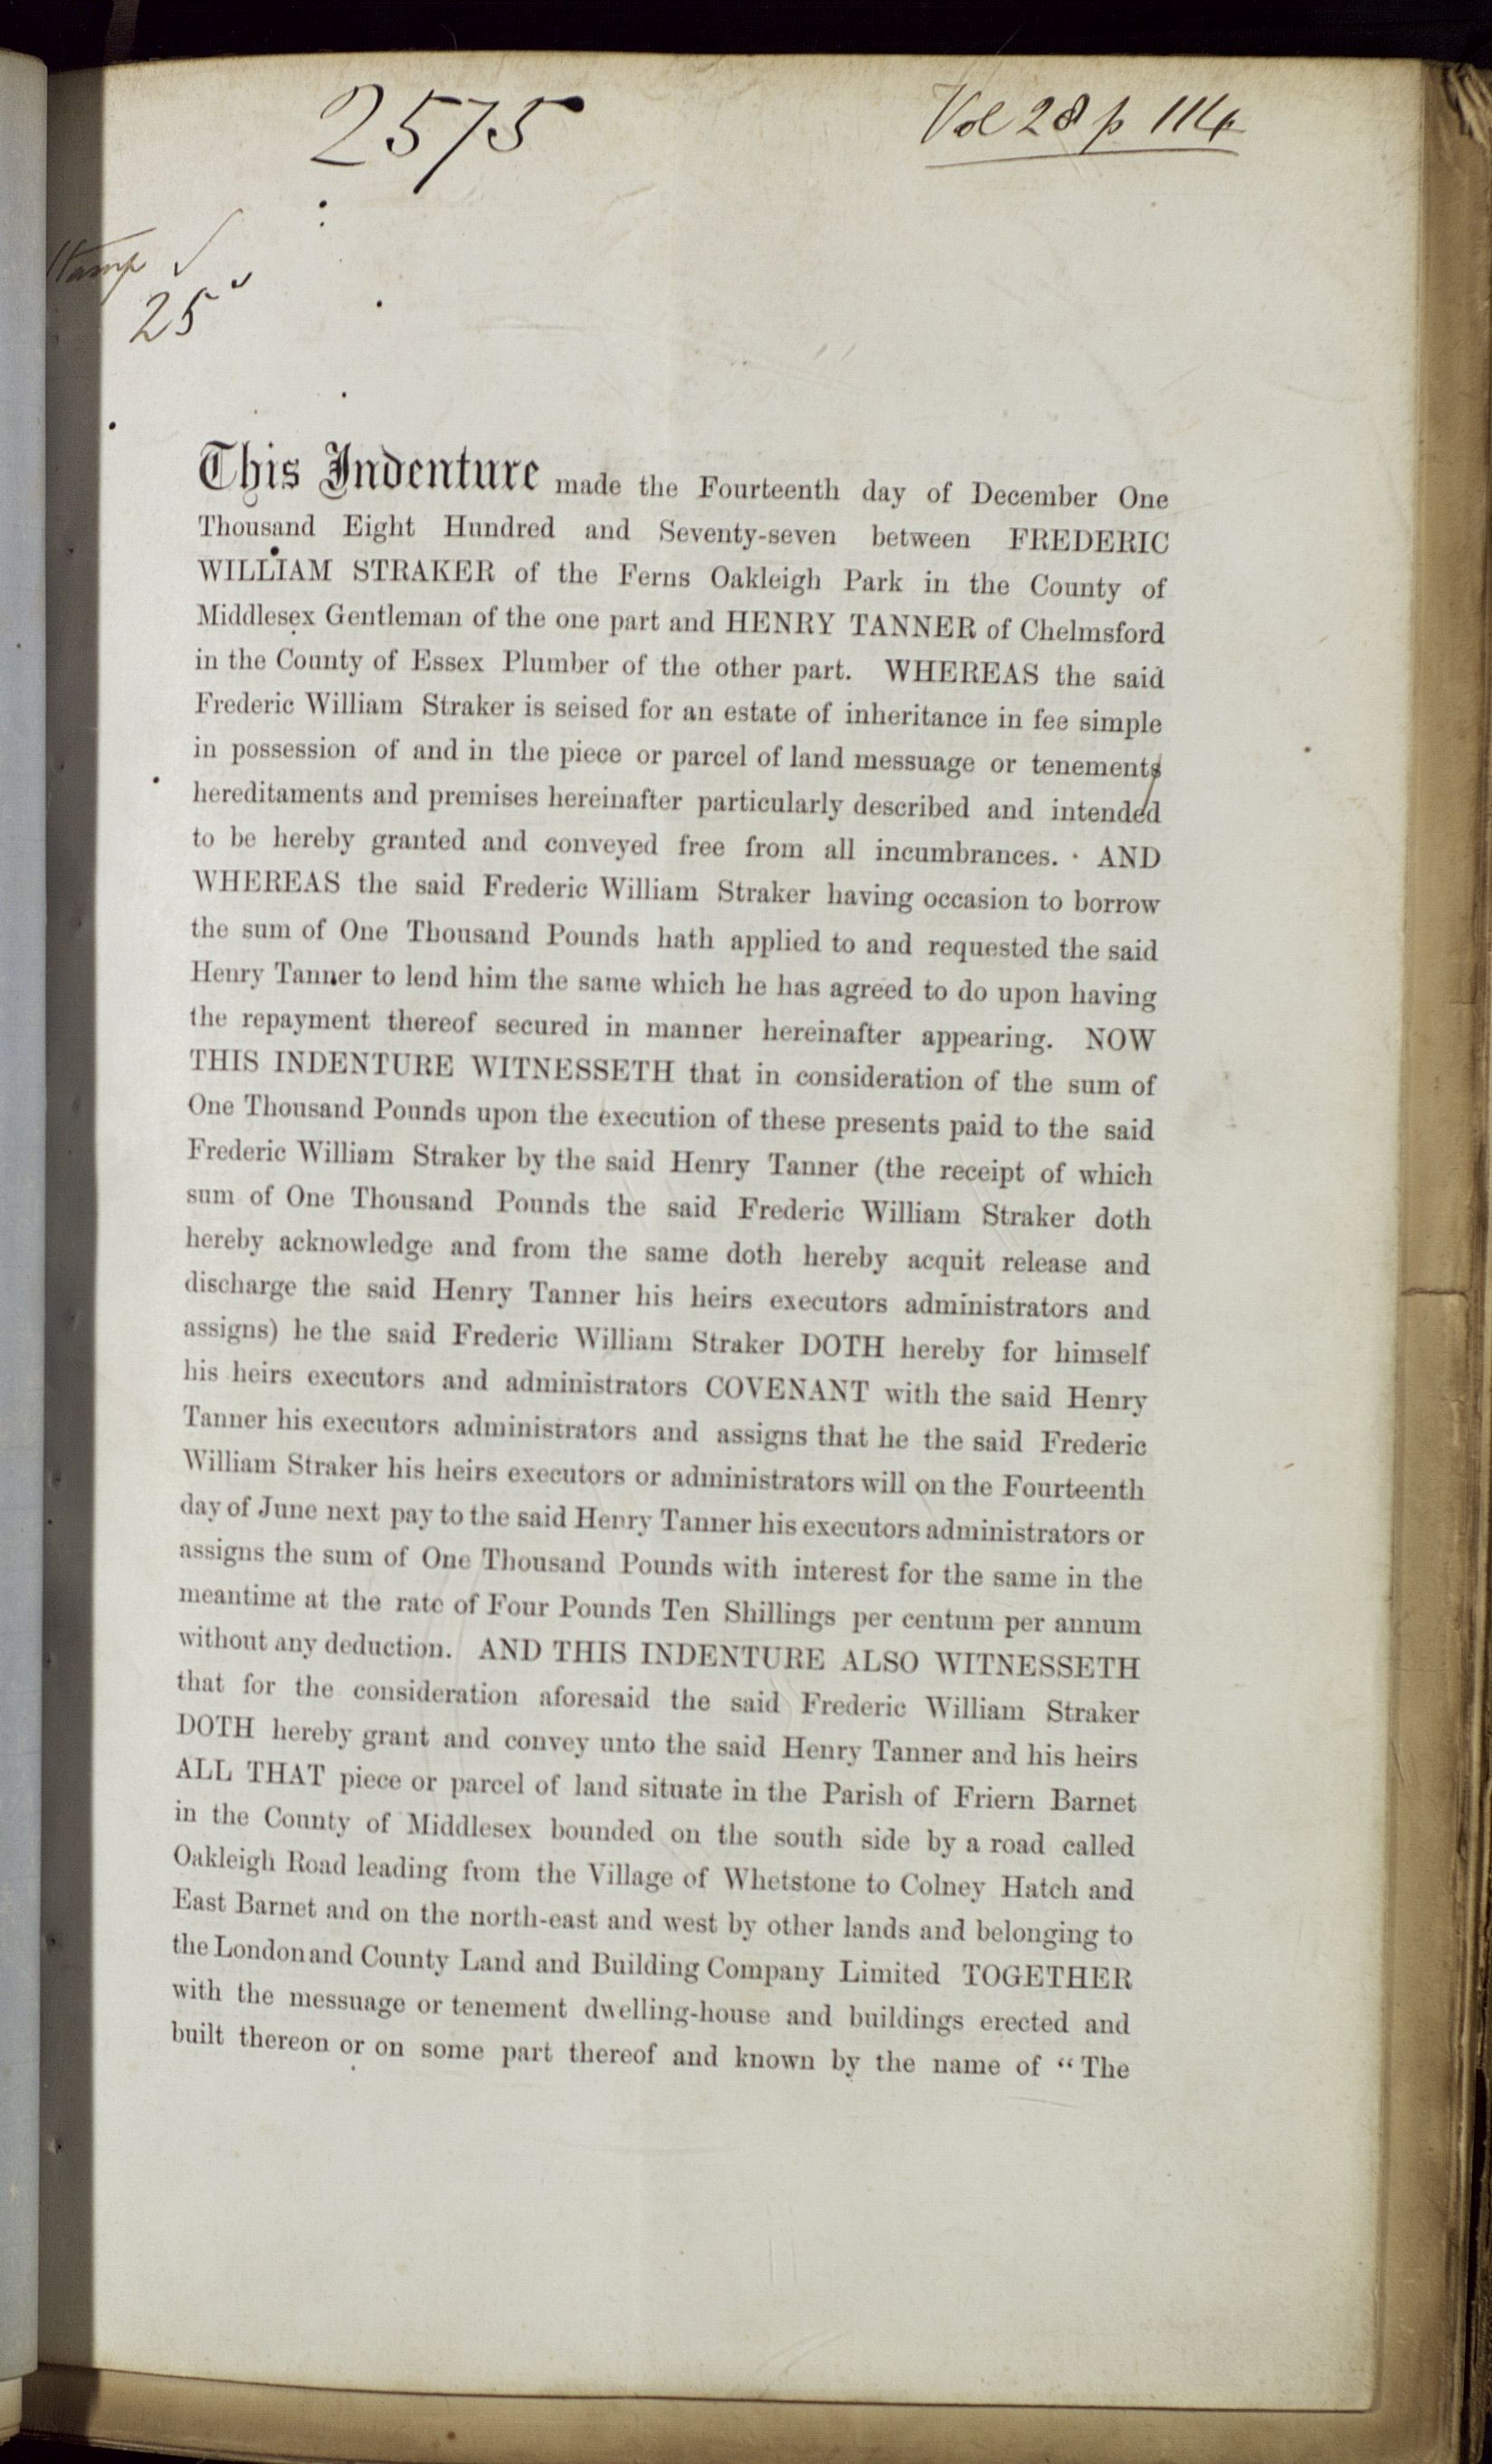 2575
Vol 28 p 114
Stamp
25
This Indenture made the Fourteenth day of December One
Thousand Eight Hundred and Seventy-seven between FREDERIC
WILLIAM STRAKER of the Ferns Oakleigh Park in the County of
Middlesex Gentleman of the one part and HENRY TANNER of Chelmsford
in the County of Essex Plumber of the other part. WHEREAS the said
Frederic William Straker is seised for an estate of inheritance in fee simple
in possession of and in the piece or parcel of land messuage or tenements
hereditaments and premises hereinafter particularly described and intended
to be hereby granted and conveyed free from all incumbrances. AND
WHEREAS the said Frederic William Straker having occasion to borrow
the sum of One Thousand Pounds hath applied to and requested the said
Henry Tanner to lend him the same which he has agreed to do upon having
the repayment thereof secured in manner hereinafter appearing. NOW
THIS INDENTURE WITNESSETH that in consideration of the sum of
One Thousand Pounds upon the execution of these presents paid to the said
Frederic William Straker by the said Henry Tanner (the receipt of which
sum of One Thousand Pounds the said Frederic William Straker doth
hereby acknowledge and from the same doth hereby acquit release and
discharge the said Henry Tanner his heirs executors administrators and
assigns) he the said Frederic William Straker DOTH hereby for himself
his heirs executors and administrators COVENANT with the said Henry
Tanner his executors administrators and assigns that he the said Frederic
William Straker his heirs executors or administrators will on the Fourteenth
day of June next pay to the said Henry Tanner his executors administrators or
assigns the sum of One Thousand Pounds with interest for the same in the
meantime at the rate of Four Pounds Ten Shillings per centum per annum
without any deduction. AND THIS INDENTURE ALSO WITNESSETH
that for the consideration aforesaid the said Frederic William Straker
DOTH hereby grant and convey unto the said Henry Tanner and his heirs
ALL THAT piece or parcel of land situate in the Parish of Friern Barnet
in the County of Middlesex bounded on the south side by a road called
Oakleigh Road leading from the Village of Whetstone to Colney Hatch and
East Barnet and on the north-east and west by other lands and belonging to
the London and County Land and Building Company Limited TOGETHER
with the messuage or tenement dwelling-house and buildings erected and
built thereon or on some part thereof and known by the name of “The